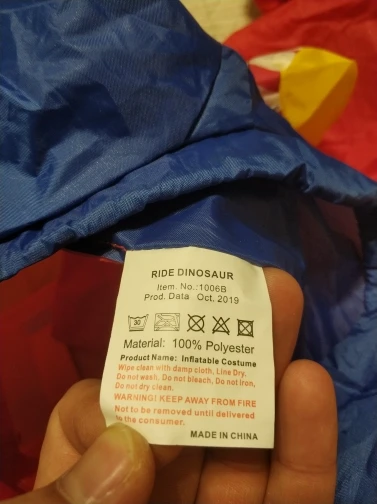 RIDE DINOSAUR
Item. No.:1006B
Prod. Data Oct, 2019
30
Material: 100% Polyester
Product Name: Inflatable Costume
Wipe clean with damp cloth, Line Dry.
Do not wash. Do not bleach, Do not Iron,
Do not dry clean.
WARNING! KEEP AWAY FROM FIRE
Not to be removed until delivered
to the consumer.
MADE IN CHINA